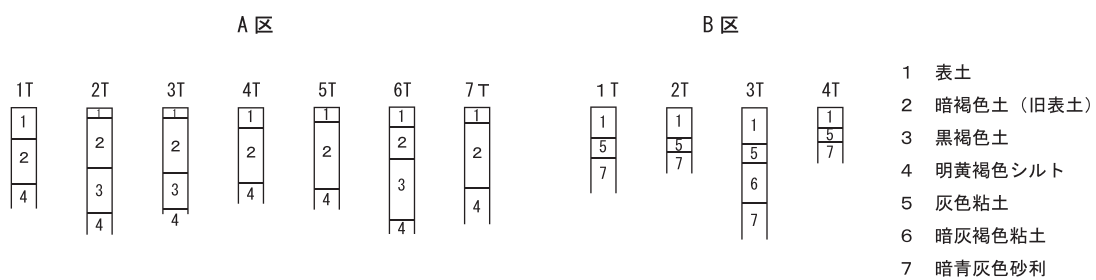 A区
B区
1T 2T 3T 4T 5T 6T 7T
1 1 1 1 1 1 1
2 2 2 2 2 2 2
3 3 3
4 4 4 4 4 4 4
1T 2T 3T 4T
1 1 1 1
5 5 5 5
6
7 7 7 7
1 表土
2 暗褐色土（旧表土）
3 黒褐色土
4 明黄褐色シルト
5 灰色粘土
6 暗灰褐色粘土
7 暗青灰色砂利